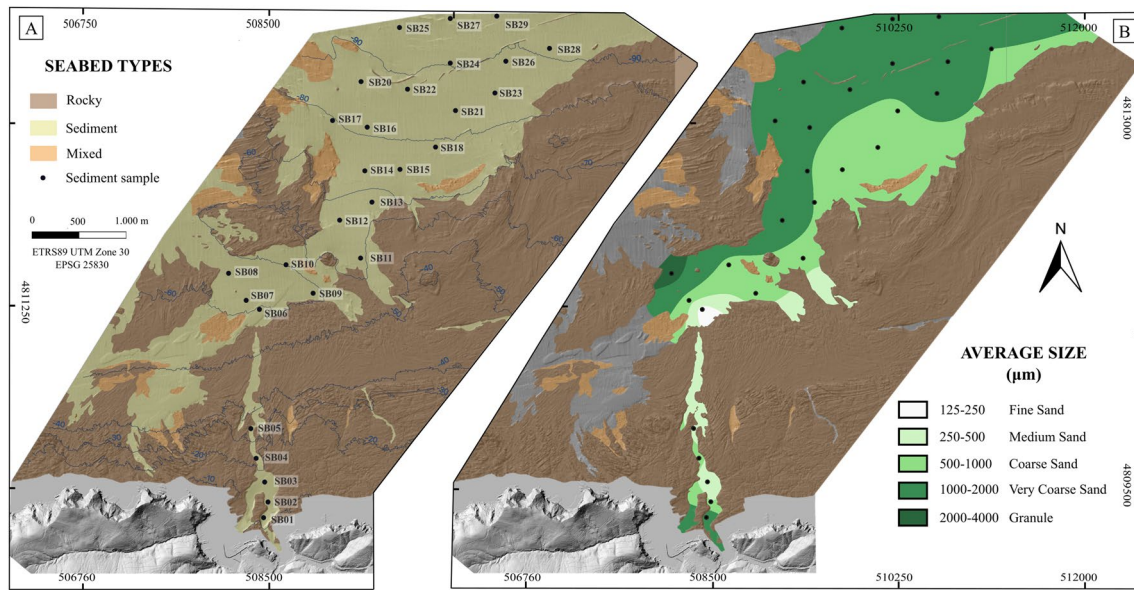 506750
508500
A
SEABED TYPES
Rocky
Sediment
Mixed
Sediment sample
0 500 1.000 m
ETRS89 UTM Zone 30
EPSG 25830
4811250
SB25
SB27
SB29
SB28
SB24
SB26
SB20
SB22
SB23
SB21
SB17
SB16
SB18
SB14
SB15
SB13
SB12
SB11
SB10
SB08
SB09
SB07
SB06
SB05
SB04
SB03
SB02
SB01
506760
508500
510250
512000
B
4813000
N
4809500
AVERAGE SIZE
(μm)
125-250 Fine Sand
250-500 Medium Sand
500-1000 Coarse Sand
1000-2000 Very Coarse Sand
2000-4000 Granule
506760
508500
510250
512000